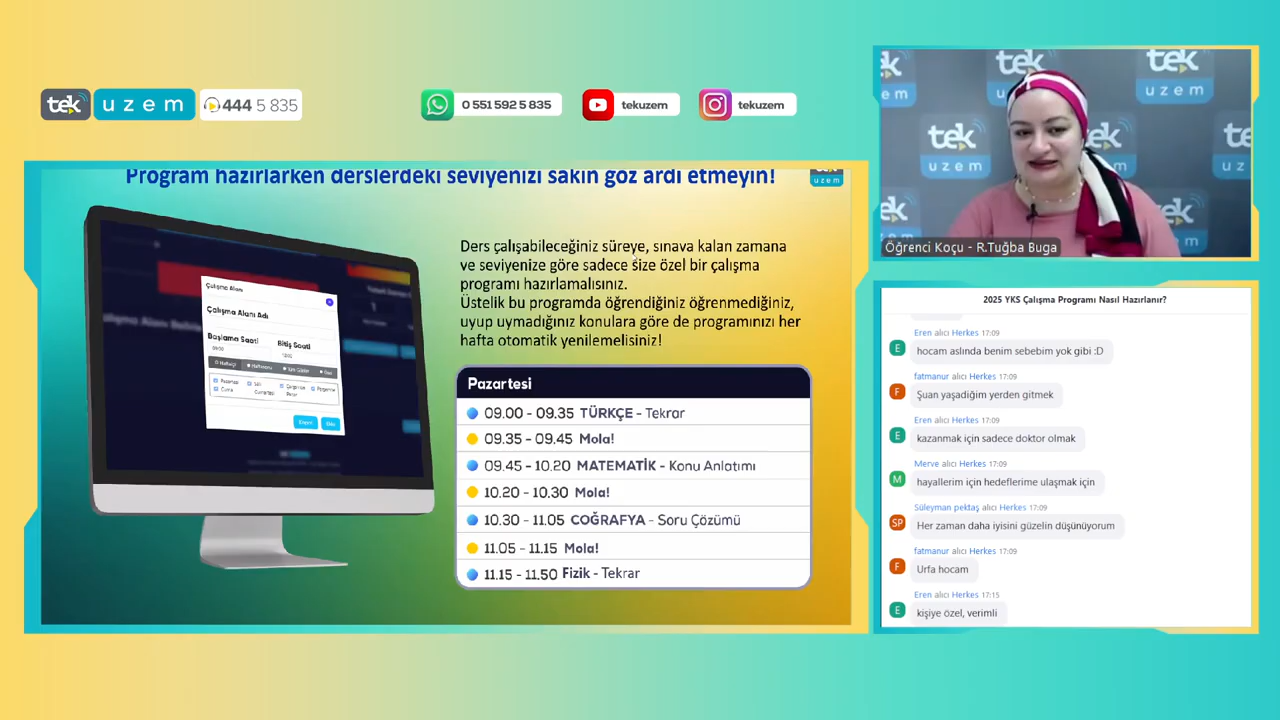 tek uzem 444 5 835
0 551 592 5 835
tekuzem
tekuzem
Program hazırlarken derslerdeki seviyenizi sakın göz ardı etmeyin!
uzem
Ders çalışabileceğiniz süreye, sınava kalan zamana
ve seviyenize göre sadece size özel bir çalışma
programı hazırlamalısınız.
Üstelik bu programda öğrendiğiniz öğrenmediğiniz,
uyup uymadığınız konulara göre de programınızı her
hafta otomatik yenilemelisiniz!
Çalışma Alanı
Çalışma Alanı Adı
Başlama Saati
Bitiş Saati
Pazartesi
09.00 - 09.35 TÜRKÇE - Tekrar
09.35 - 09.45 Mola!
09.45 - 10.20 MATEMATİK - Konu Anlatımı
10.20 - 10.30 Mola!
10.30 - 11.05 COĞRAFYA - Soru Çözümü
11.05 - 11.15 Mola!
11.15 - 11.50 Fizik - Tekrar
tek uzem
Öğrenci Koçu - R.Tuğba Buga
2025 YKS Çalışma Programı Nasıl Hazırlanır?
Eren alıcı Herkes 17:09
E hocam aslında benim sebebim yok gibi :D
fatmanur alıcı Herkes 17:09
F Şuan yaşadiğim yerden gitmek
Eren alıcı Herkes 17:09
E kazanmak için sadece doktor olmak
Merve alıcı Herkes 17:09
M hayallerim için hedeflerime ulaşmak için
Süleyman pektaş alıcı Herkes 17:09
SP Her zaman daha iyisini güzelin düşünüyorum
fatmanur alıcı Herkes 17:09
F Urfa hocam
Eren alıcı Herkes 17:15
E kişiye özel, verimli